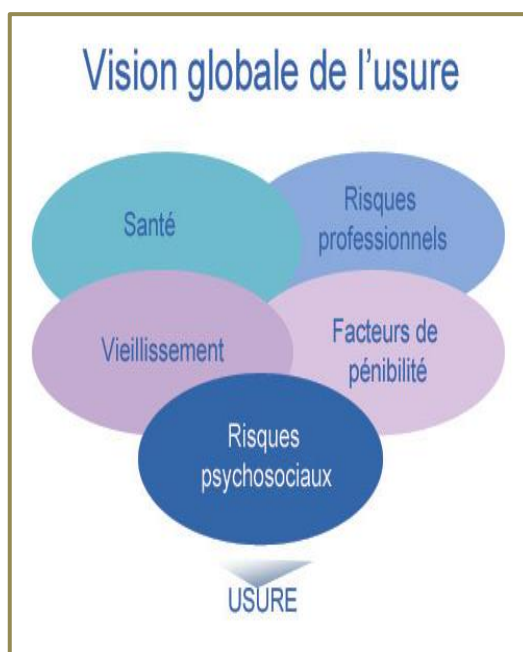 Vision globale de l'usure
Santé
Risques
professionnels
Vieillissement
Facteurs de
pénibilité
Risques
psychosociaux
USURE